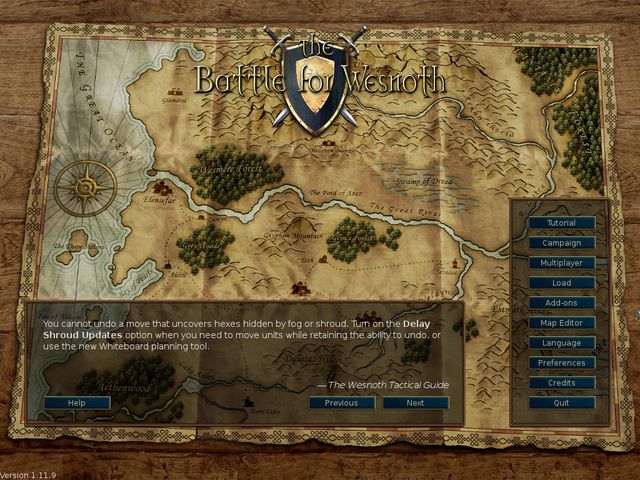 the
Battle for Wesnoth
THE GREAT OCEAN
Glamdrol
Wesmere Forest
Swamp of Dread
Elensefar
The Ford of Abez
The Great River
Gryphon Mountain
Tutorial
Campaign
Multiplayer
Load
Add-ons
Map Editor
Language
Preferences
Credits
Quit
You cannot undo a move that uncovers hexes hidden by fog or shroud. Turn on the Delay
Shroud Updates option when you need to move units while retaining the ability to undo, or
use the new Whiteboard planning tool.
Dulatus Hills
— The Wesnoth Tactical Guide
Aethenwood
Fort Tahn
Help
Previous
Next
Version 1.11.9